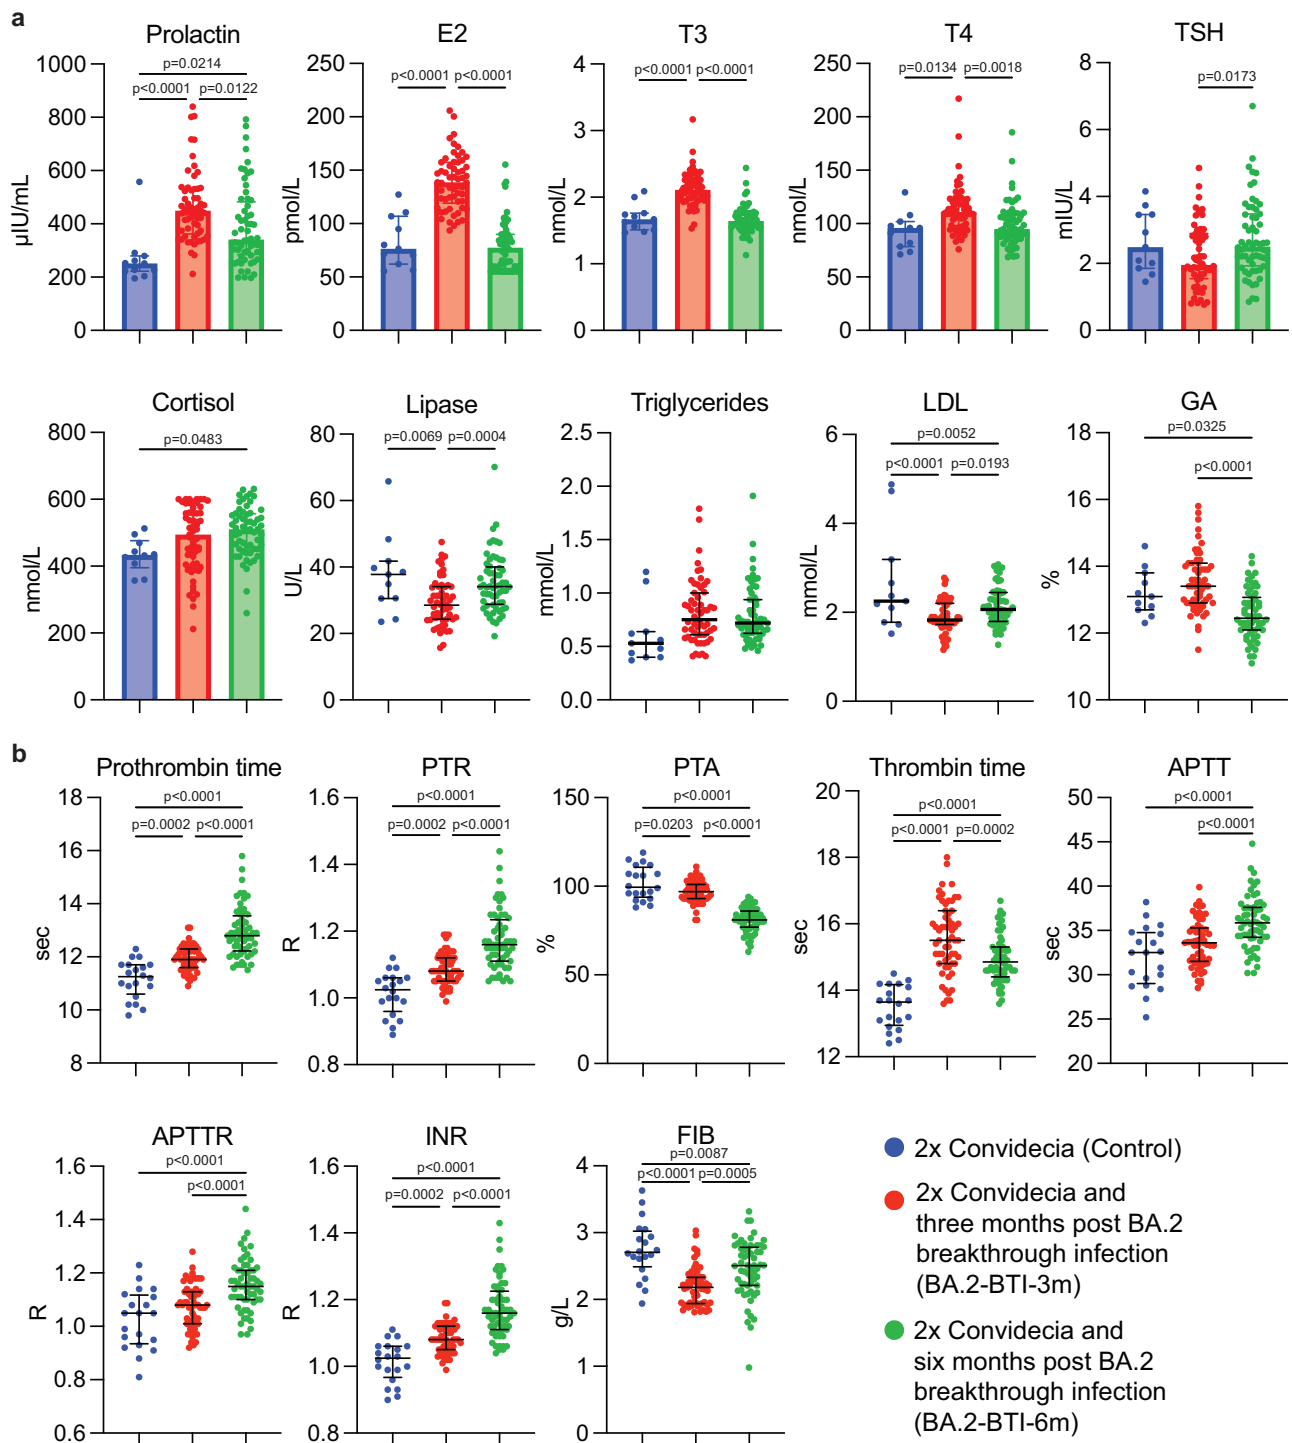 a
Prolactin
E2
T3
T4
TSH
1000
800
600
400
200
0
µIU/mL
p=0.0214
p<0.0001
p=0.0122
250
200
150
100
50
0
pmol/L
p<0.0001
p<0.0001
4
3
2
1
0
nmol/L
p<0.0001
p<0.0001
250
200
150
100
50
0
nmol/L
p=0.0134
p=0.0018
8
6
4
2
0
mIU/L
p=0.0173
Cortisol
Lipase
Triglycerides
LDL
GA
800
600
400
200
0
nmol/L
p=0.0483
80
60
40
20
0
U/L
p=0.0069
p=0.0004
2.5
2.0
1.5
1.0
0.5
0.0
mmol/L
6
4
2
0
mmol/L
p=0.0052
p<0.0001
p=0.0193
18
16
14
12
10
%
p=0.0325
p<0.0001
b
Prothrombin time
PTR
PTA
Thrombin time
APTT
18
16
14
12
10
8
sec
p<0.0001
p=0.0002
p<0.0001
1.6
1.4
1.2
1.0
0.8
R
p<0.0001
p=0.0002
p<0.0001
150
100
50
0
%
p<0.0001
p=0.0203
p<0.0001
20
18
16
14
12
sec
p<0.0001
p<0.0001
p=0.0002
50
45
40
35
30
25
20
sec
p<0.0001
p<0.0001
APTTR
INR
FIB
1.6
1.4
1.2
1.0
0.8
0.6
R
p<0.0001
p<0.0001
1.6
1.4
1.2
1.0
0.8
R
p<0.0001
p=0.0002
p<0.0001
4
3
2
1
0
g/L
p=0.0087
p<0.0001
p=0.0005
2x Convidecia (Control)
2x Convidecia and
three months post BA.2
breakthrough infection
(BA.2-BTI-3m)
2x Convidecia and
six months post BA.2
breakthrough infection
(BA.2-BTI-6m)